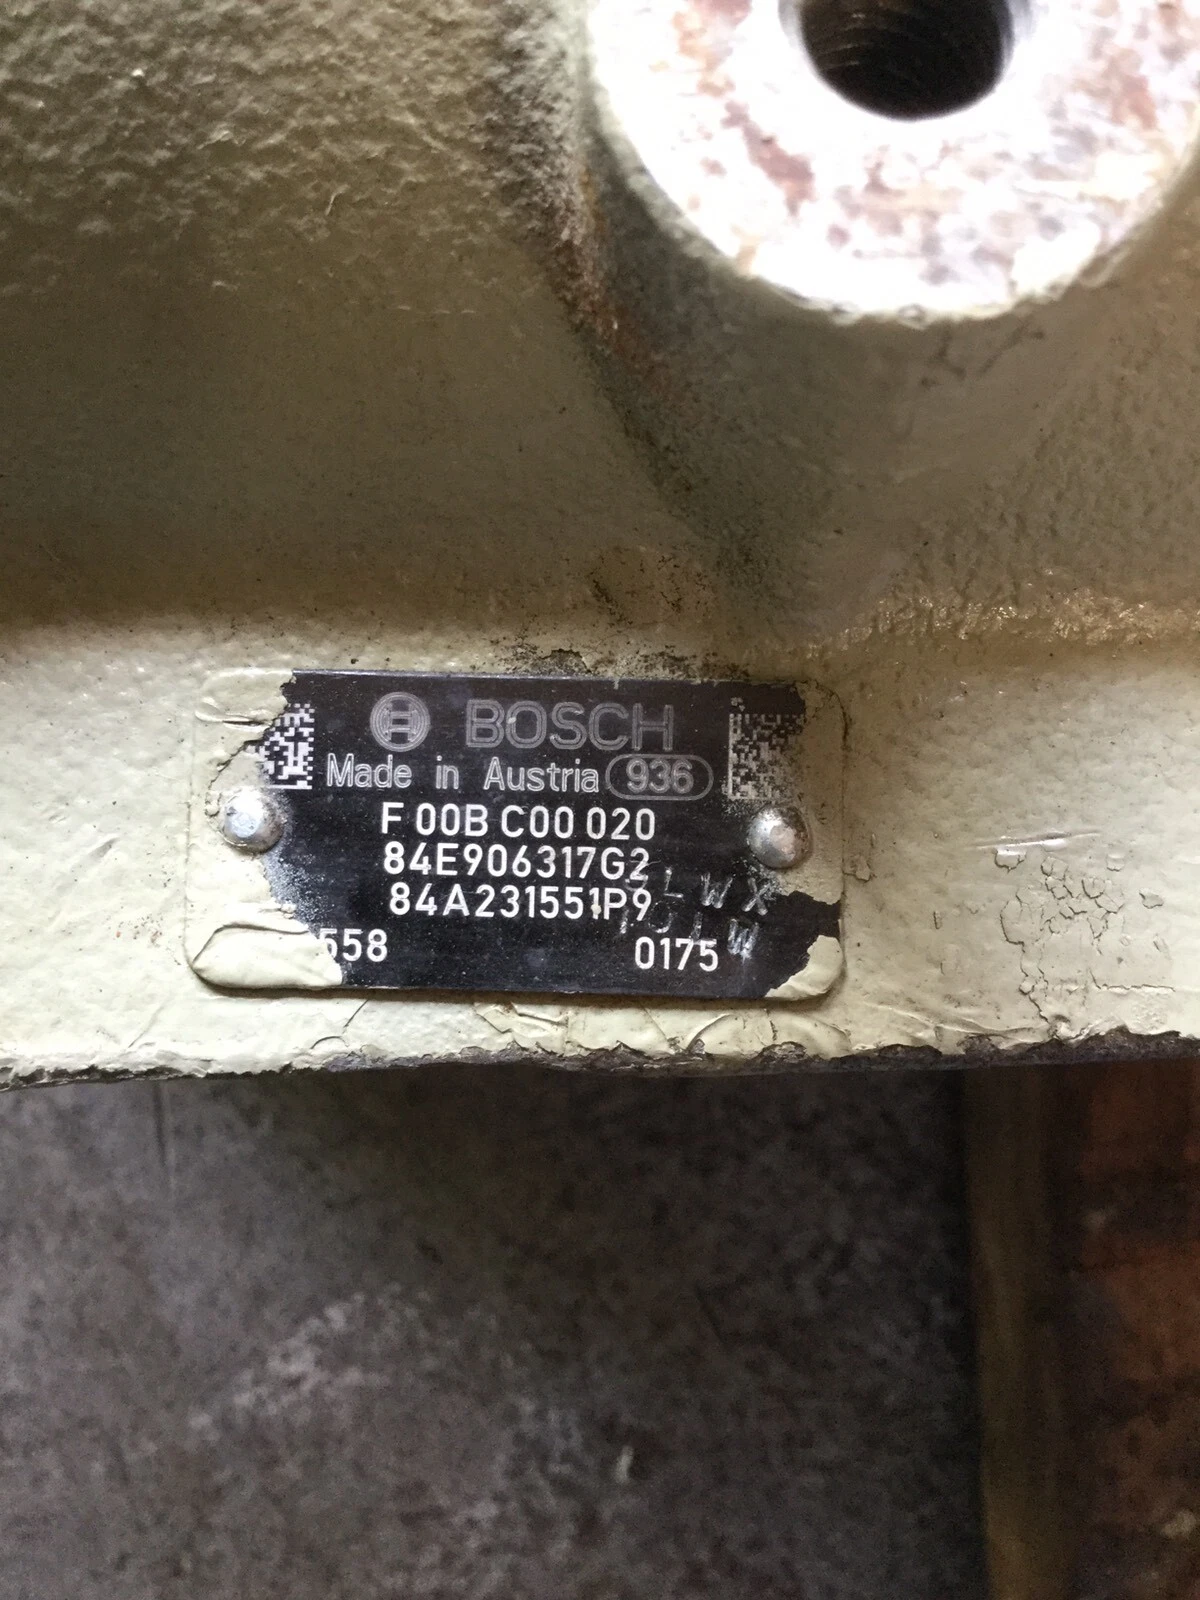 BOSCH
Made in Austria 936
F 00B C00 020
84E906317G2
84A231551P9
558 0175